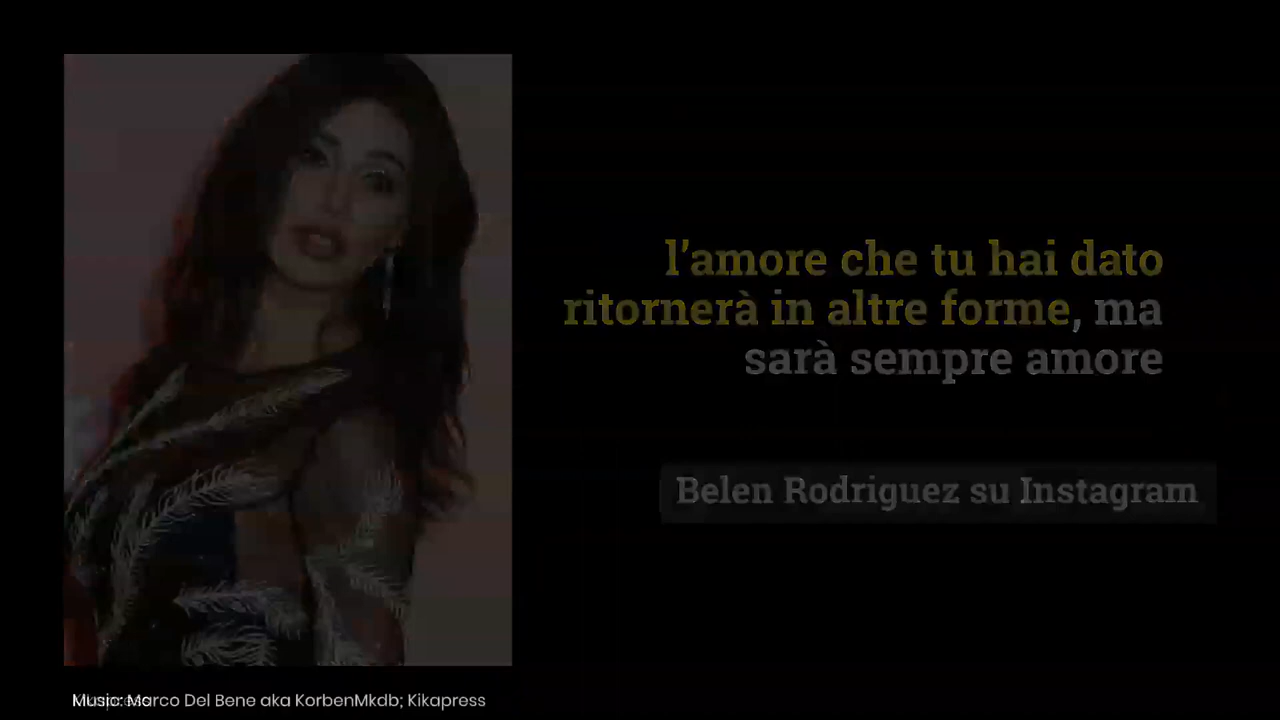 l'amore che tu hai dato
ritornerà in altre forme, ma
sarà sempre amore
Belen Rodriguez su Instagram
Music: Marco Del Bene aka KorbenMkdb; Kikapress